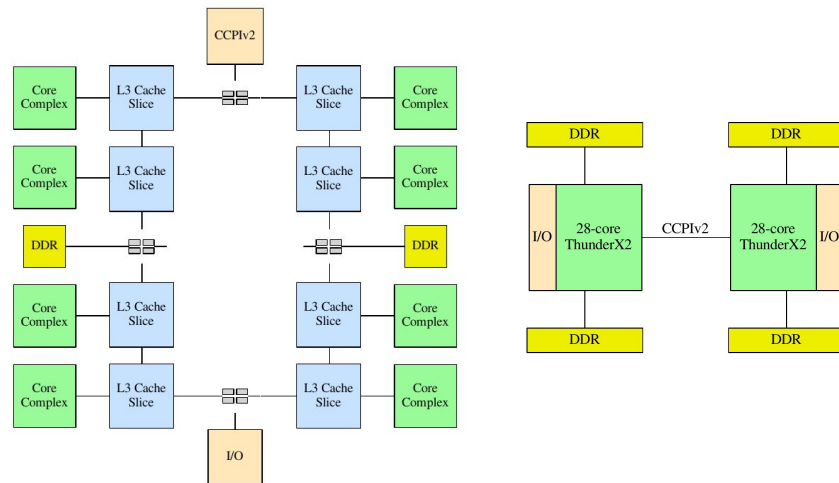 CCPIv2
Core
Complex
L3 Cache
Slice
L3 Cache
Slice
Core
Complex
Core
Complex
L3 Cache
Slice
L3 Cache
Slice
Core
Complex
DDR
DDR
Core
Complex
L3 Cache
Slice
L3 Cache
Slice
Core
Complex
Core
Complex
L3 Cache
Slice
L3 Cache
Slice
Core
Complex
I/O
DDR
DDR
I/O
28-core
ThunderX2
CCPIv2
28-core
ThunderX2
I/O
DDR
DDR